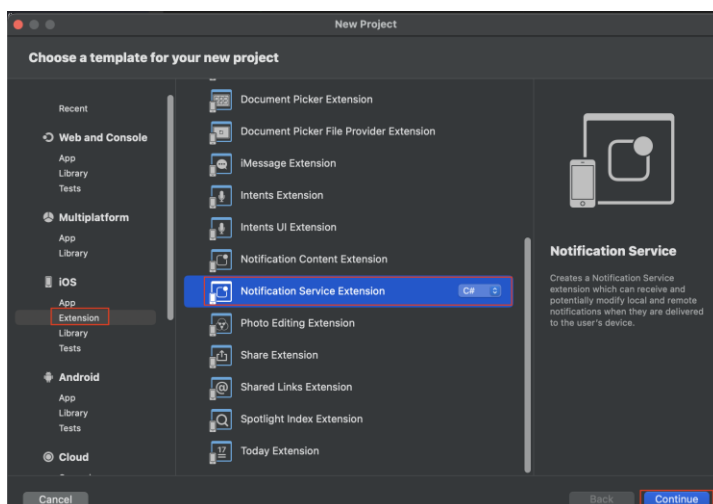 New Project
Choose a template for your new project
Recent
Web and Console
App
Library
Tests
Multiplatform
App
Library
iOS
App
Extension
Library
Tests
Android
App
Library
Tests
Cloud
Document Picker Extension
Document Picker File Provider Extension
iMessage Extension
Intents Extension
Intents UI Extension
Notification Content Extension
Notification Service Extension C#
Photo Editing Extension
Share Extension
Shared Links Extension
Spotlight Index Extension
17 Today Extension
Notification Service
Creates a Notification Service
extension which can receive and
potentially modify local and remote
notifications when they are delivered
to the user's device.
Cancel
Back
Continue